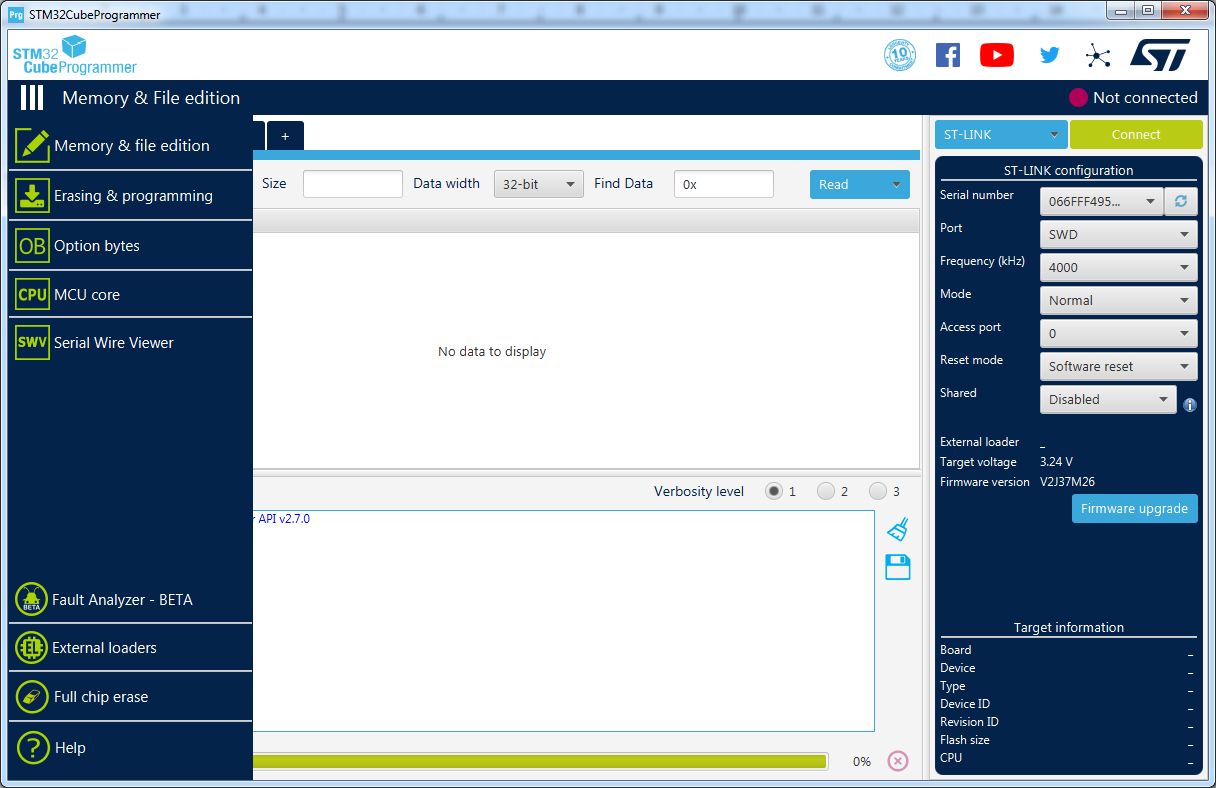 Prg STM32CubeProgrammer
STM32
CubeProgrammer
10 YEARS
ST
Memory & File edition
Not connected
Memory & file edition
Erasing & programming
OB Option bytes
CPU MCU core
SWV Serial Wire Viewer
BETA Fault Analyzer - BETA
EL External loaders
Full chip erase
? Help
+
Size
Data width 32-bit
Find Data 0x
Read
No data to display
Verbosity level 1 2 3
r API v2.7.0
0%
ST-LINK Connect
ST-LINK configuration
Serial number 066FFF495...
Port SWD
Frequency (kHz) 4000
Mode Normal
Access port 0
Reset mode Software reset
Shared Disabled
External loader _
Target voltage 3.24 V
Firmware version V2J37M26
Firmware upgrade
Target information
Board _
Device _
Type _
Device ID _
Revision ID _
Flash size _
CPU _